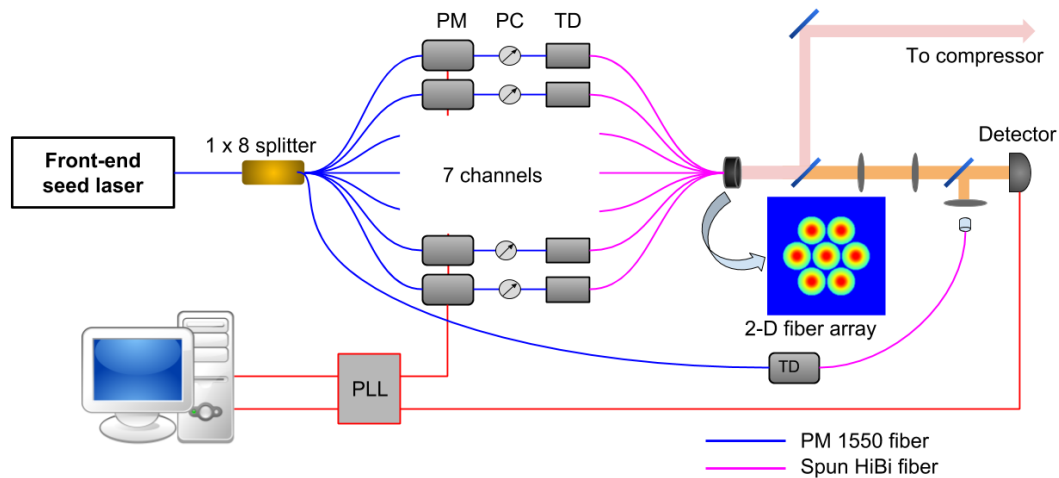 PM PC TD
To compressor
Detector
1 x 8 splitter
Front-end
seed laser
7 channels
2-D fiber array
TD
PLL
PM 1550 fiber
Spun HiBi fiber